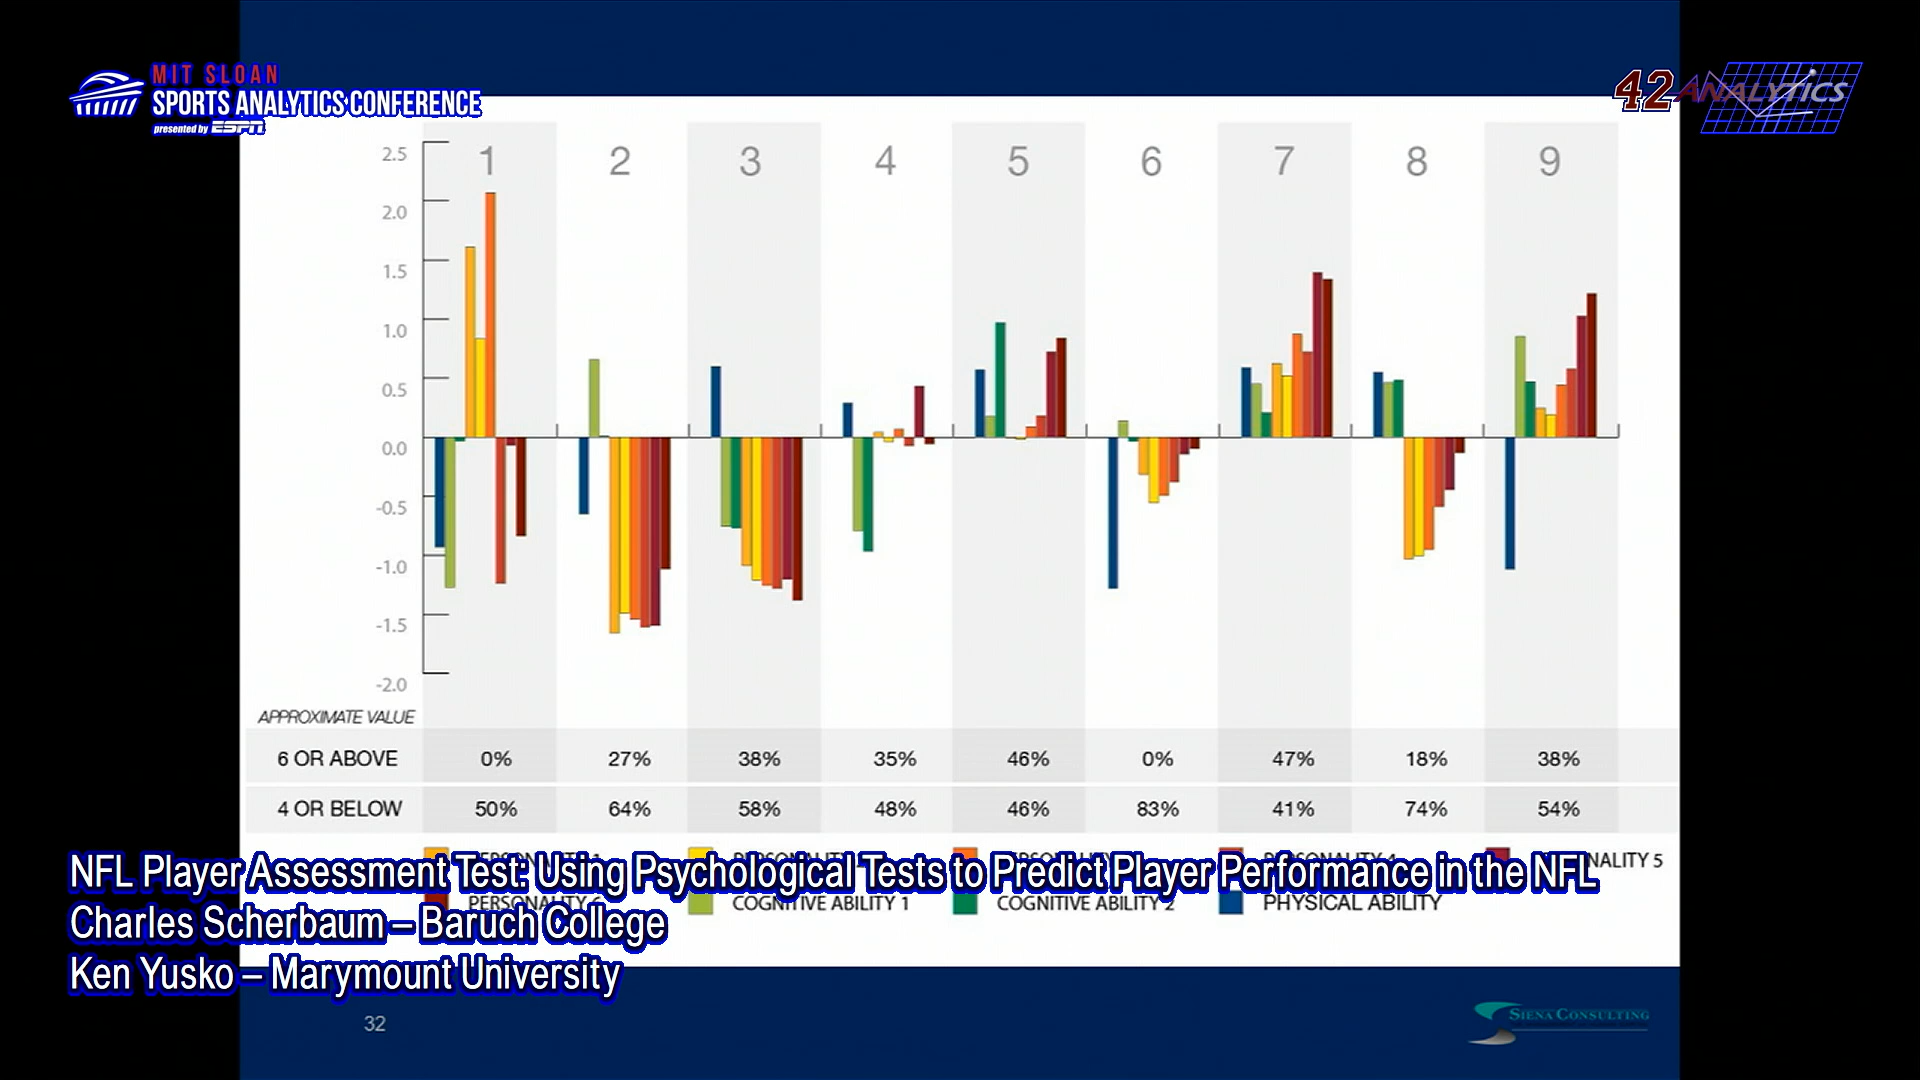 MIT SLOAN
SPORTS ANALYTICS CONFERENCE
presented by ESPN
42 ANALYTICS
1 2 3 4 5 6 7 8 9
2.5
2.0
1.5
1.0
0.5
0.0
-0.5
-1.0
-1.5
-2.0
APPROXIMATE VALUE
6 OR ABOVE 0% 27% 38% 35% 46% 0% 47% 18% 38%
4 OR BELOW 50% 64% 58% 48% 46% 83% 41% 74% 54%
PERSONALITY 4 NALITY 5
NFL Player Assessment Test: Using Psychological Tests to Predict Player Performance in the NFL
PERSONALITY 6 COGNITIVE ABILITY 1 COGNITIVE ABILITY 2 PHYSICAL ABILITY
Charles Scherbaum – Baruch College
Ken Yusko – Marymount University
32
SIENA CONSULTING